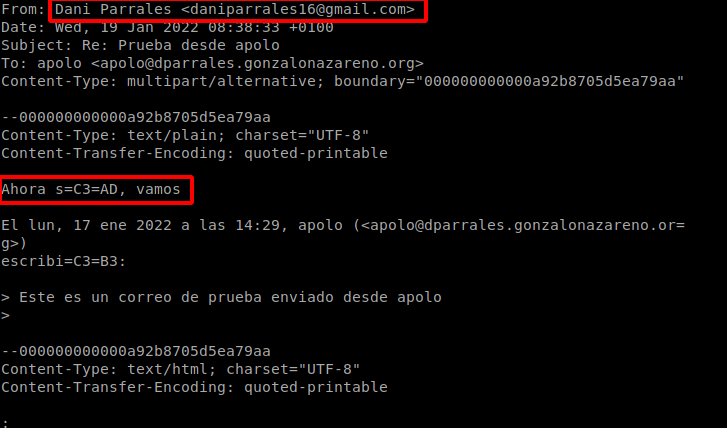 From: Dani Parrales <daniparrales16@gmail.com>
Date: Wed, 19 Jan 2022 08:38:33 +0100
Subject: Re: Prueba desde apolo
To: apolo <apolo@dparrales.gonzalonazareno.org>
Content-Type: multipart/alternative; boundary="000000000000a92b8705d5ea79aa"

--000000000000a92b8705d5ea79aa
Content-Type: text/plain; charset="UTF-8"
Content-Transfer-Encoding: quoted-printable

Ahora s=C3=AD, vamos

El lun, 17 ene 2022 a las 14:29, apolo (<apolo@dparrales.gonzalonazareno.or=
g>)
escribi=C3=B3:

> Este es un correo de prueba enviado desde apolo
>

--000000000000a92b8705d5ea79aa
Content-Type: text/html; charset="UTF-8"
Content-Transfer-Encoding: quoted-printable

: